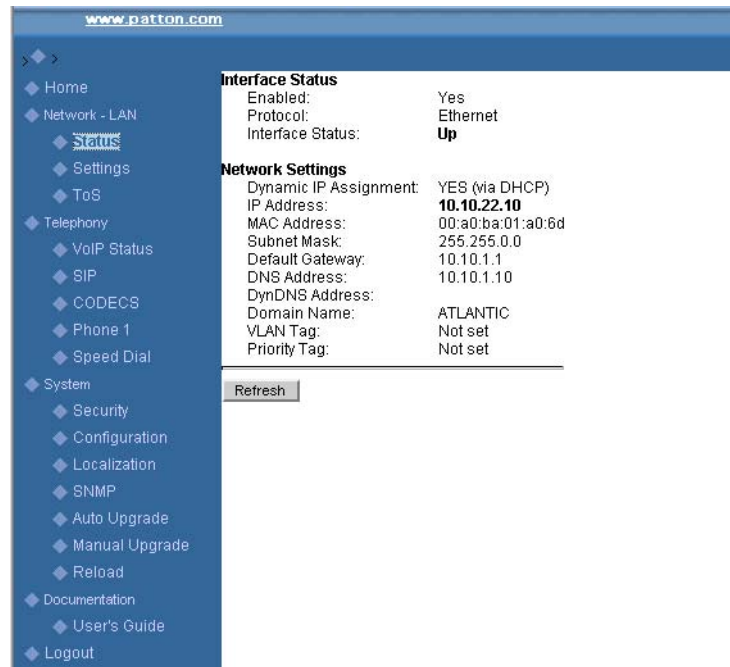 www.patton.com
> >
Home
Network - LAN
Status
Settings
ToS
Telephony
VoIP Status
SIP
CODECS
Phone 1
Speed Dial
System
Security
Configuration
Localization
SNMP
Auto Upgrade
Manual Upgrade
Reload
Documentation
User's Guide
Logout
Interface Status
Enabled: Yes
Protocol: Ethernet
Interface Status: Up
Network Settings
Dynamic IP Assignment: YES (via DHCP)
IP Address: 10.10.22.10
MAC Address: 00:a0:ba:01:a0:6d
Subnet Mask: 255.255.0.0
Default Gateway: 10.10.1.1
DNS Address: 10.10.1.10
DynDNS Address:
Domain Name: ATLANTIC
VLAN Tag: Not set
Priority Tag: Not set
Refresh